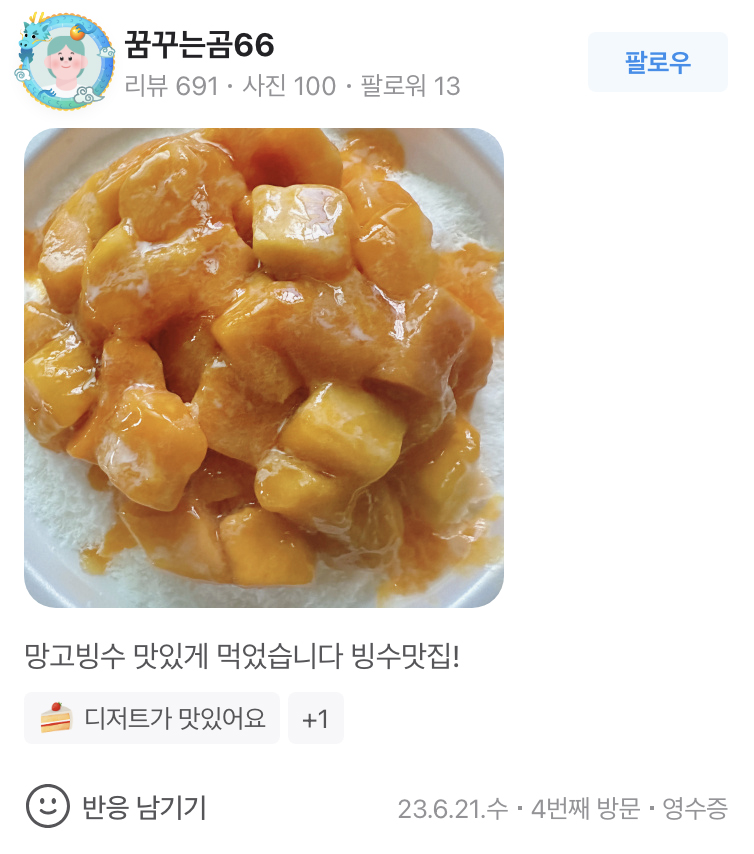 꿈꾸는곰66
팔로우
리뷰 691 · 사진 100 · 팔로워 13
망고빙수 맛있게 먹었습니다 빙수맛집!
디저트가 맛있어요
+1
반응 남기기
23.6.21.수 · 4번째 방문 · 영수증